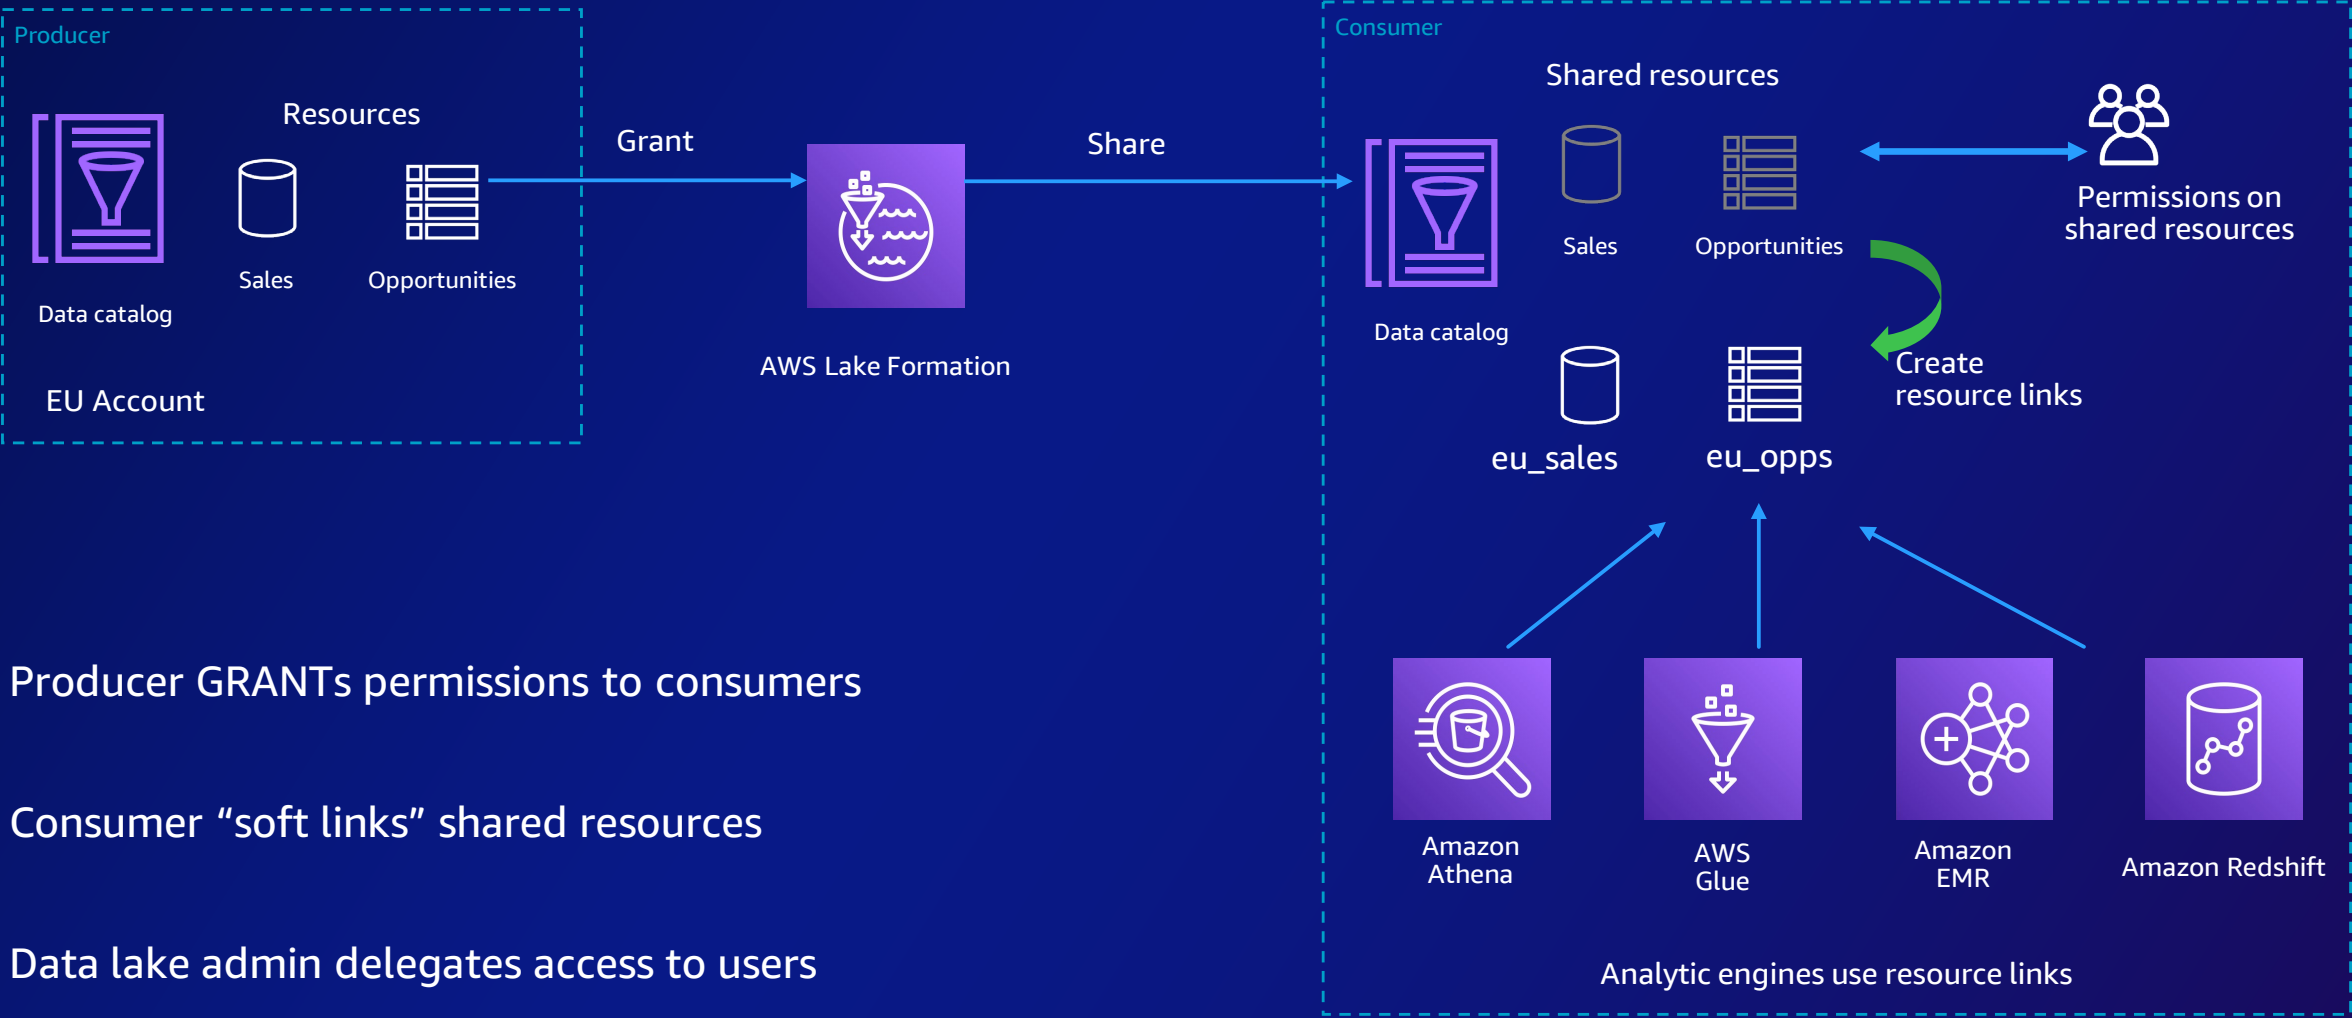 Producer
Resources
Sales
Opportunities
Data catalog
EU Account
Grant
AWS Lake Formation
Share
Consumer
Shared resources
Sales
Opportunities
Data catalog
Permissions on
shared resources
Create
resource links
eu_sales
eu_opps
Amazon
Athena
AWS
Glue
Amazon
EMR
Amazon Redshift
Analytic engines use resource links
Producer GRANTs permissions to consumers
Consumer “soft links” shared resources
Data lake admin delegates access to users